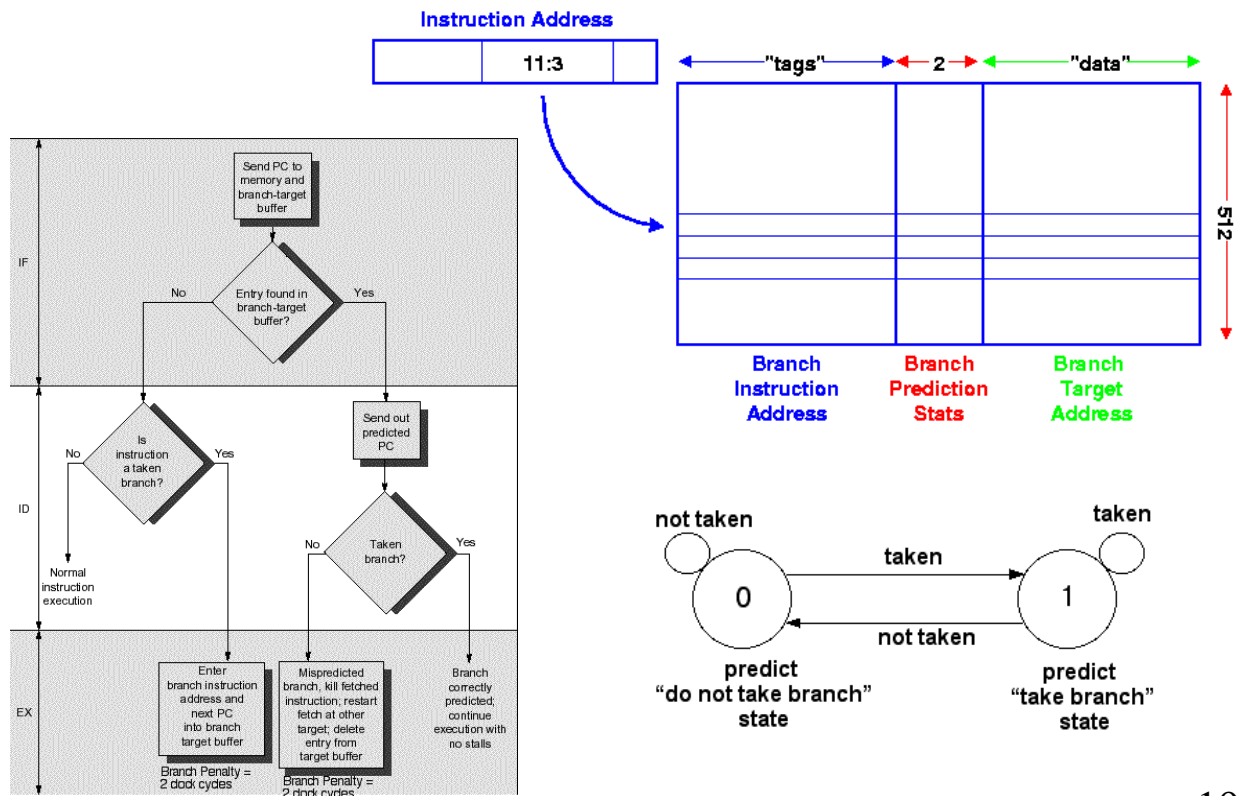 Instruction Address
11:3
"tags"
2
"data"
512
Branch
Instruction
Address
Branch
Prediction
Stats
Branch
Target
Address
IF
Send PC to
memory and
branch-target
buffer
No
Entry found in
branch-target
buffer?
Yes
ID
No
Is
instruction
a taken
branch?
Yes
Send out
predicted
PC
No
Taken
branch?
Yes
Normal
instruction
execution
EX
Enter
branch instruction
address and
next PC
into branch
target buffer
Branch Penalty =
2 clock cycles
Mispredicted
branch, kill fetched
instruction; restart
fetch at other
target; delete
entry from
target buffer
Branch Penalty =
2 clock cycles
Branch
correctly
predicted;
continue
execution with
no stalls
not taken
taken
taken
0
1
not taken
predict
“do not take branch”
state
predict
“take branch”
state